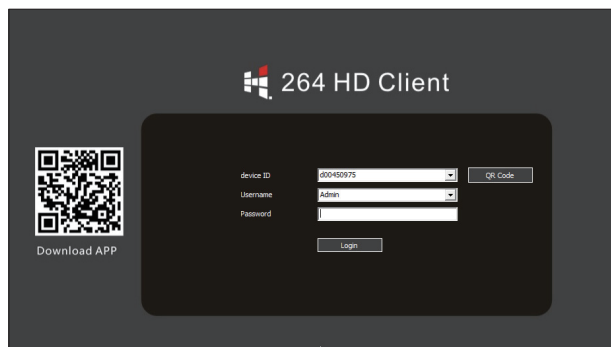 264 HD Client
device ID
d00450975
QR Code
Username
Admin
Password
Login
Download APP